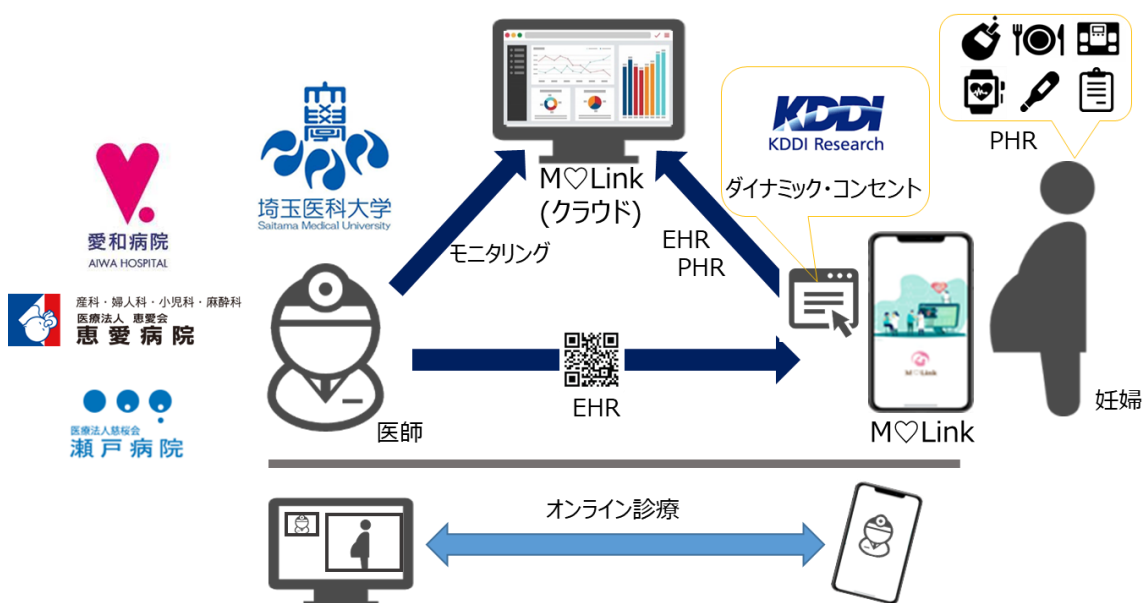 KDDI
KDDI Research
ダイナミック・コンセント
PHR
M♡Link
(クラウド)
埼玉医科大学
Saitama Medical University
愛和病院
AIWA HOSPITAL
モニタリング
EHR
PHR
産科・婦人科・小児科・麻酔科
医療法人 恵愛会
恵愛病院
EHR
M♡Link
医療法人慈桜会
瀬戸病院
医師
M♡Link
妊婦
オンライン診療